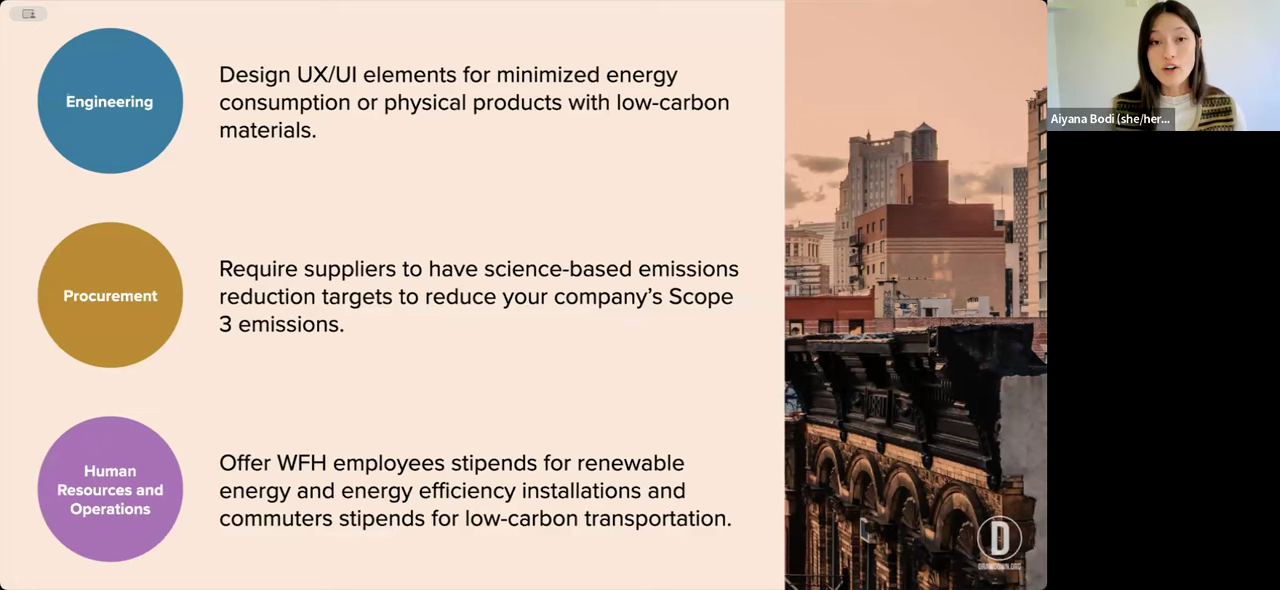 Engineering
Design UX/UI elements for minimized energy
consumption or physical products with low-carbon
materials.
Procurement
Require suppliers to have science-based emissions
reduction targets to reduce your company’s Scope
3 emissions.
Human
Resources and
Operations
Offer WFH employees stipends for renewable
energy and energy efficiency installations and
commuters stipends for low-carbon transportation.
D
DRAWDOWN.ORG
Aiyana Bodi (she/her...